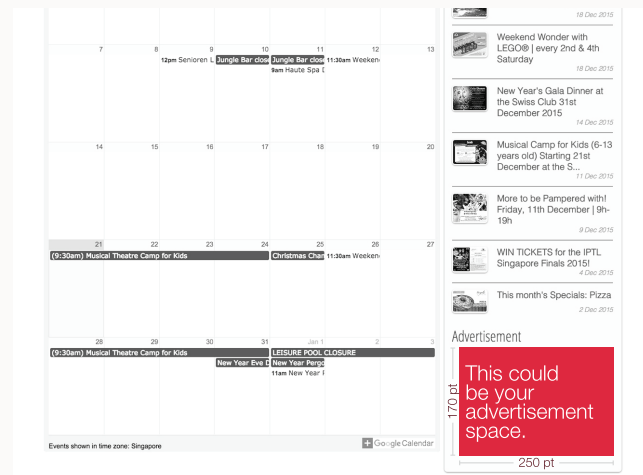 7 8 9 10 11 12 13
12pm Senioren L Jungle Bar close Jungle Bar close 11:30am Weeken
9am Haute Spa D
14 15 16 17 18 19 20
21 22 23 24 25 26 27
(9:30am) Musical Theatre Camp for Kids Christmas Char 11:30am Weeken
28 29 30 31 Jan 1 2 3
(9:30am) Musical Theatre Camp for Kids LEISURE POOL CLOSURE
New Year Eve D New Year Pergo
11am New Year F
Events shown in time zone: Singapore
+ Google Calendar
18 Dec 2015
Weekend Wonder with
LEGO® | every 2nd & 4th
Saturday
18 Dec 2015
New Year's Gala Dinner at
the Swiss Club 31st
December 2015
14 Dec 2015
Musical Camp for Kids (6-13
years old) Starting 21st
December at the S...
11 Dec 2015
More to be Pampered with!
Friday, 11th December | 9h-
19h
9 Dec 2015
WIN TICKETS for the IPTL
Singapore Finals 2015!
4 Dec 2015
This month's Specials: Pizza
2 Dec 2015
Advertisement
170 pt
This could
be your
advertisement
space.
250 pt